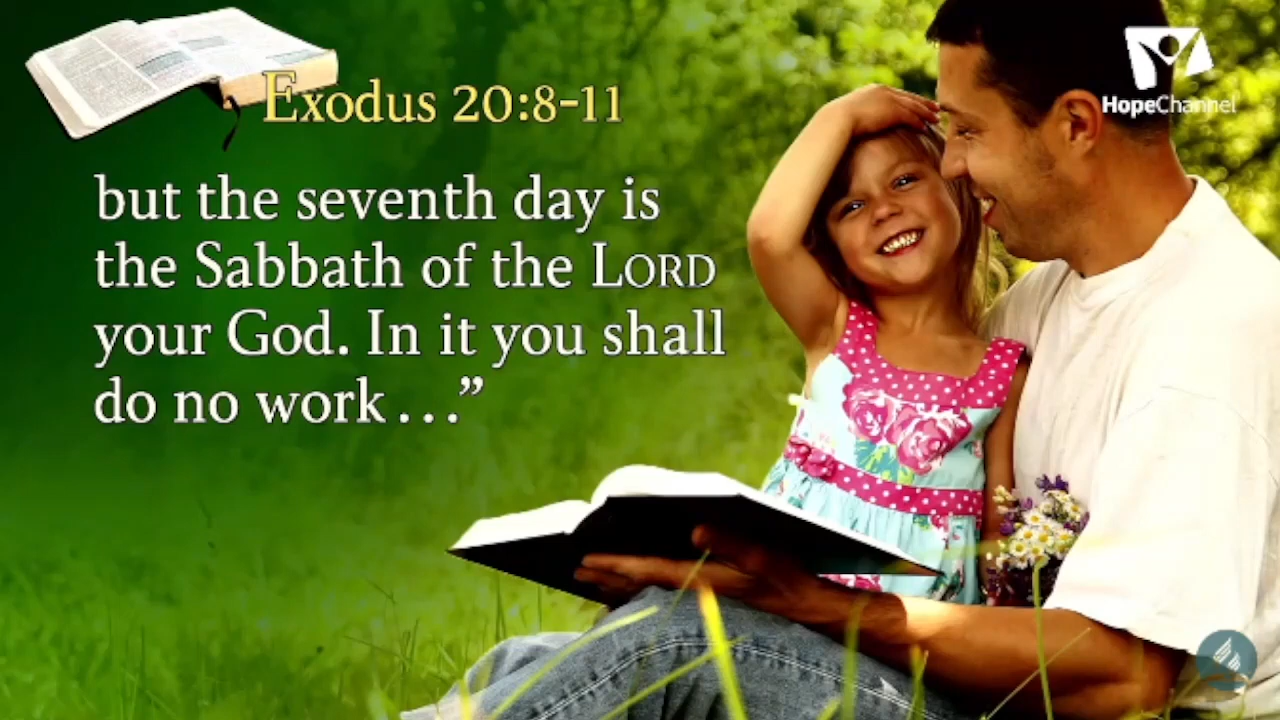 HopeChannel
Exodus 20:8-11
but the seventh day is
the Sabbath of the LORD
your God. In it you shall
do no work . . .”